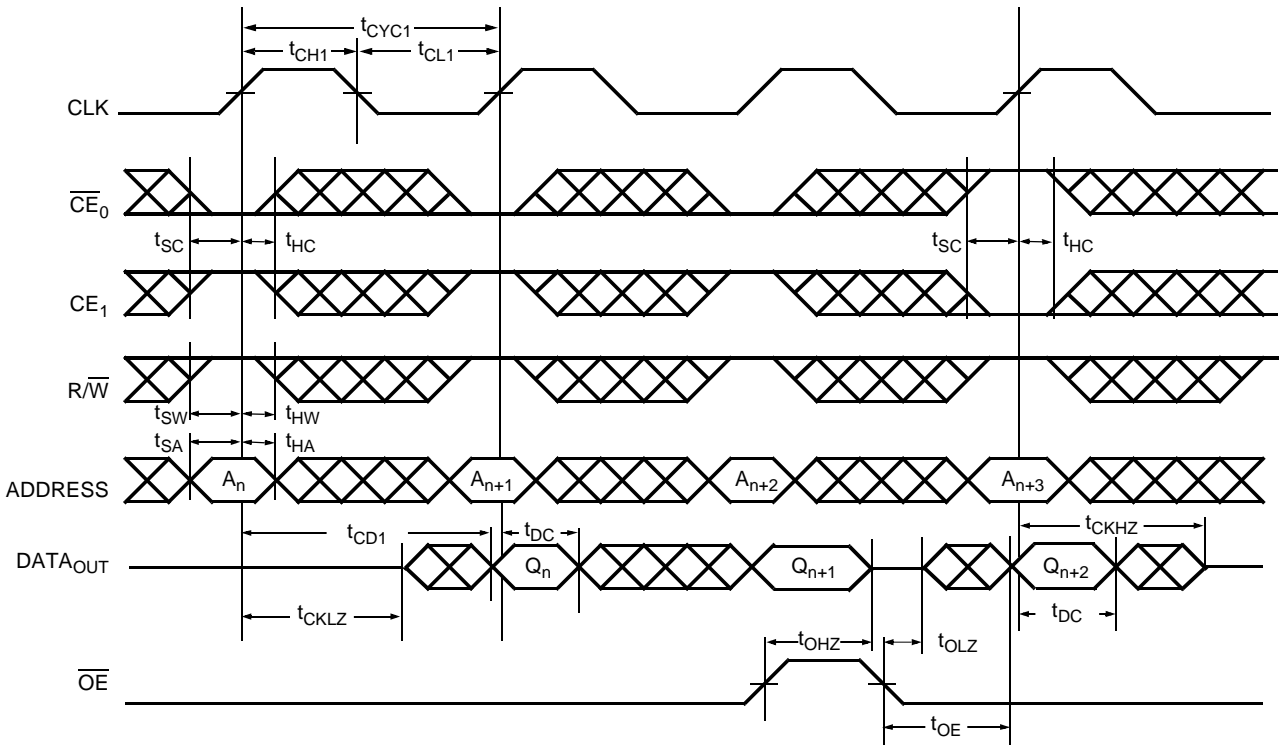 tCYC1
tCH1 tCL1
CLK
CE0
tSC tHC tSC tHC
CE1
R/W
tSW tHW
tSA tHA
ADDRESS An An+1 An+2 An+3
tCD1 tDC tCKHZ
DATAOUT Qn Qn+1 Qn+2
tCKLZ tDC
tOHZ tOLZ
OE
tOE